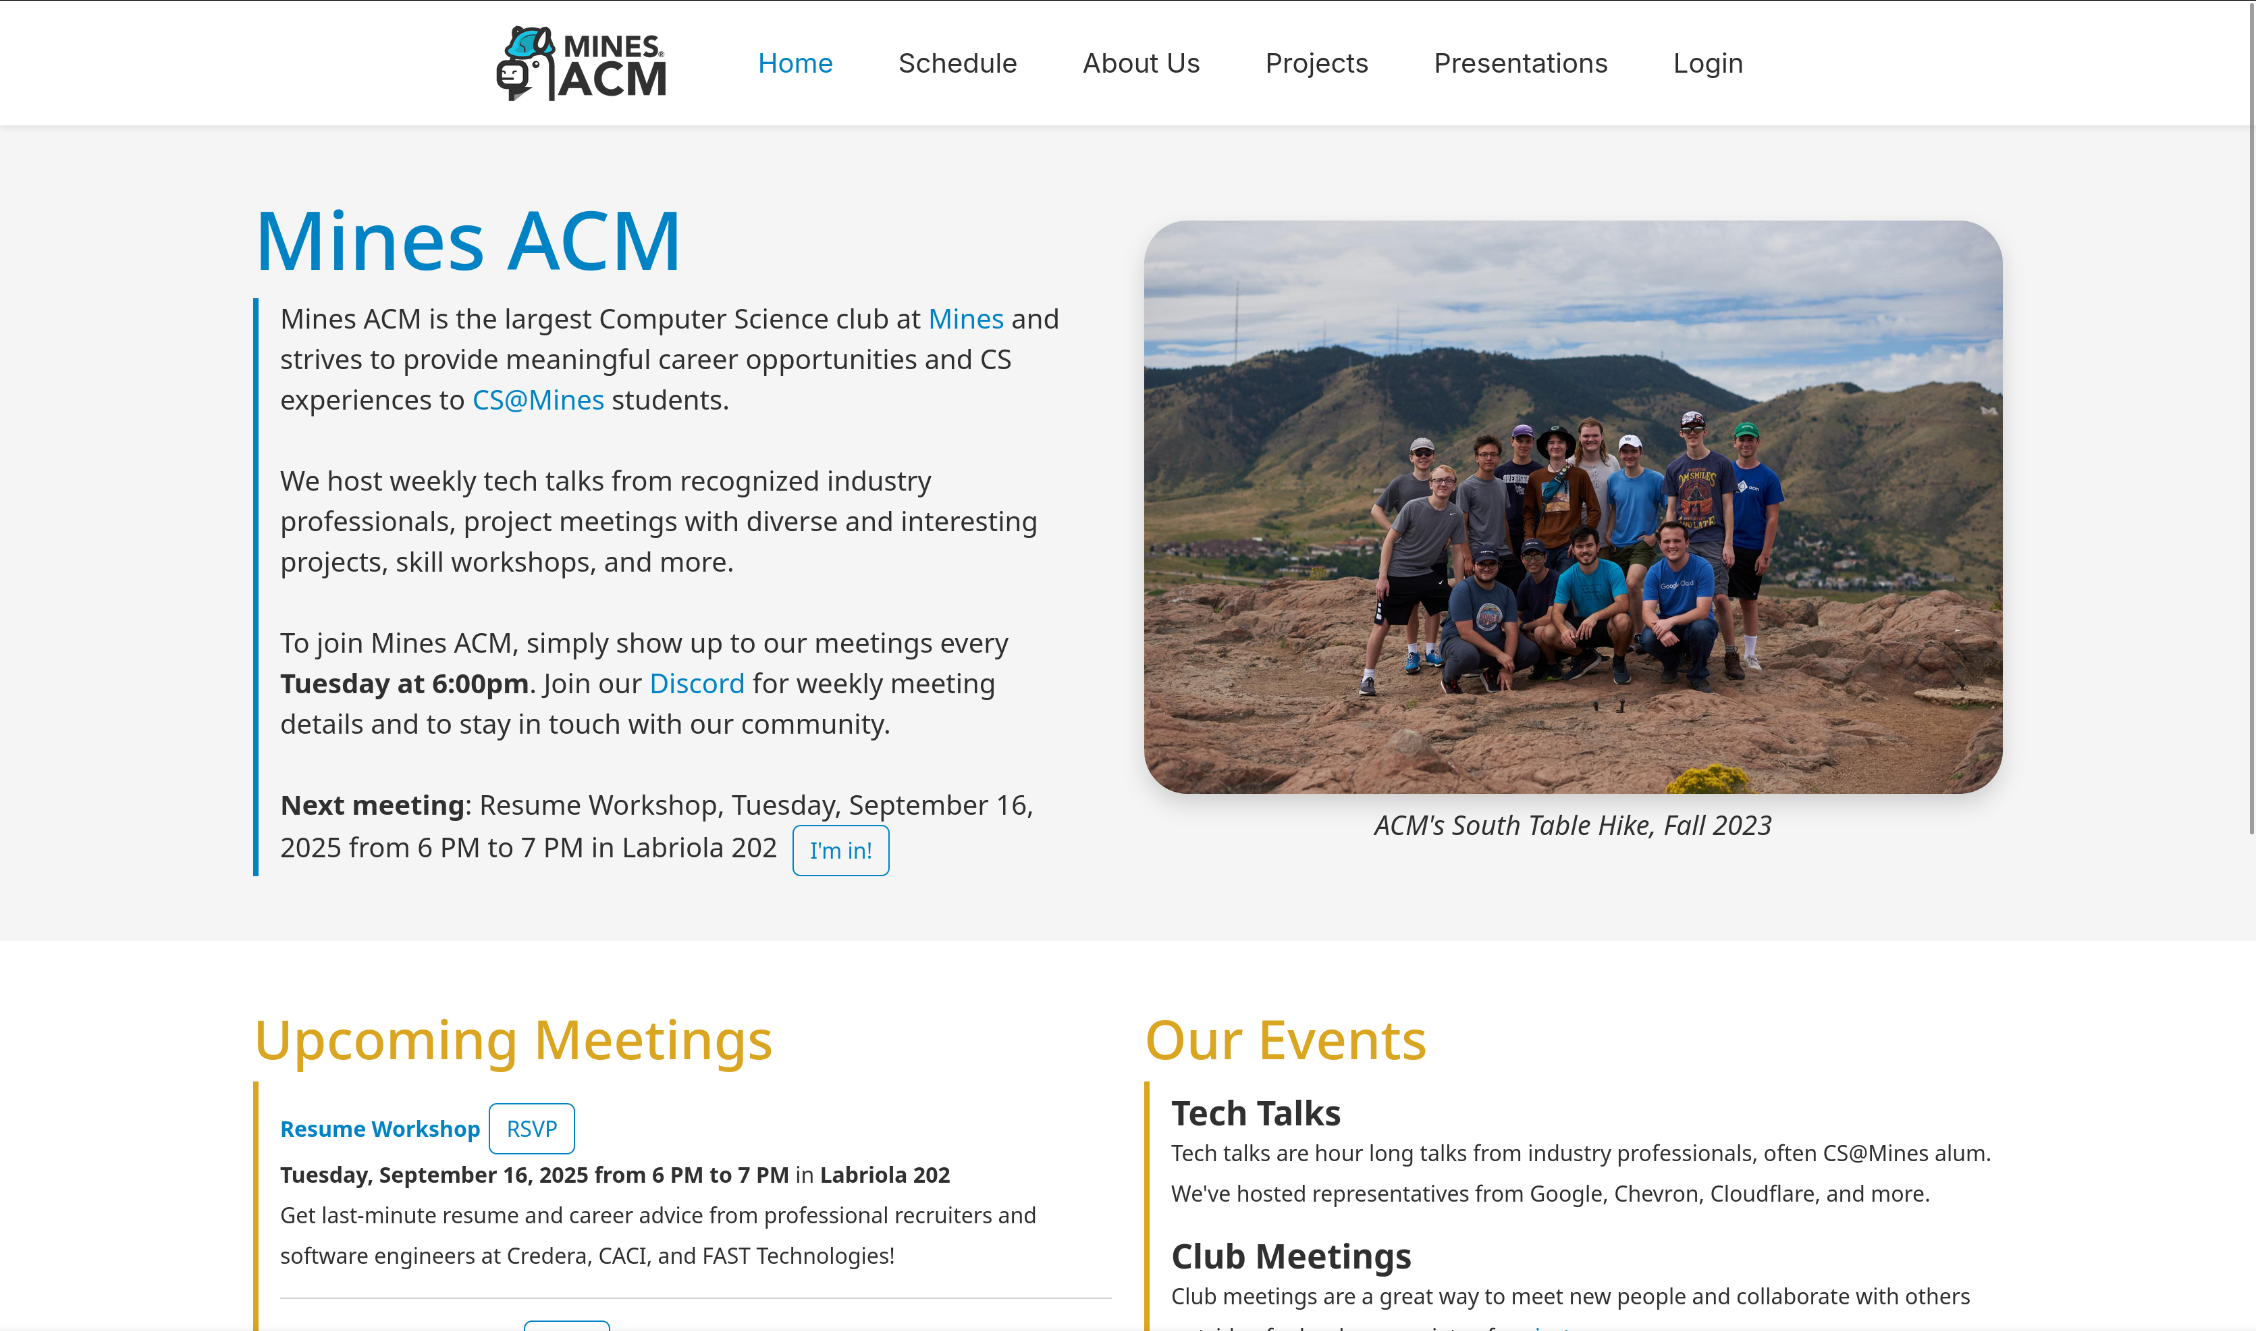 MINES
ACM
Home
Schedule
About Us
Projects
Presentations
Login
Mines ACM
Mines ACM is the largest Computer Science club at Mines and
strives to provide meaningful career opportunities and CS
experiences to CS@Mines students.
We host weekly tech talks from recognized industry
professionals, project meetings with diverse and interesting
projects, skill workshops, and more.
To join Mines ACM, simply show up to our meetings every
Tuesday at 6:00pm. Join our Discord for weekly meeting
details and to stay in touch with our community.
Next meeting: Resume Workshop, Tuesday, September 16,
2025 from 6 PM to 7 PM in Labriola 202 I'm in!
Google Cloud
ACM's South Table Hike, Fall 2023
Upcoming Meetings
Resume Workshop RSVP
Tuesday, September 16, 2025 from 6 PM to 7 PM in Labriola 202
Get last-minute resume and career advice from professional recruiters and
software engineers at Credera, CACI, and FAST Technologies!
Our Events
Tech Talks
Tech talks are hour long talks from industry professionals, often CS@Mines alum.
We've hosted representatives from Google, Chevron, Cloudflare, and more.
Club Meetings
Club meetings are a great way to meet new people and collaborate with others